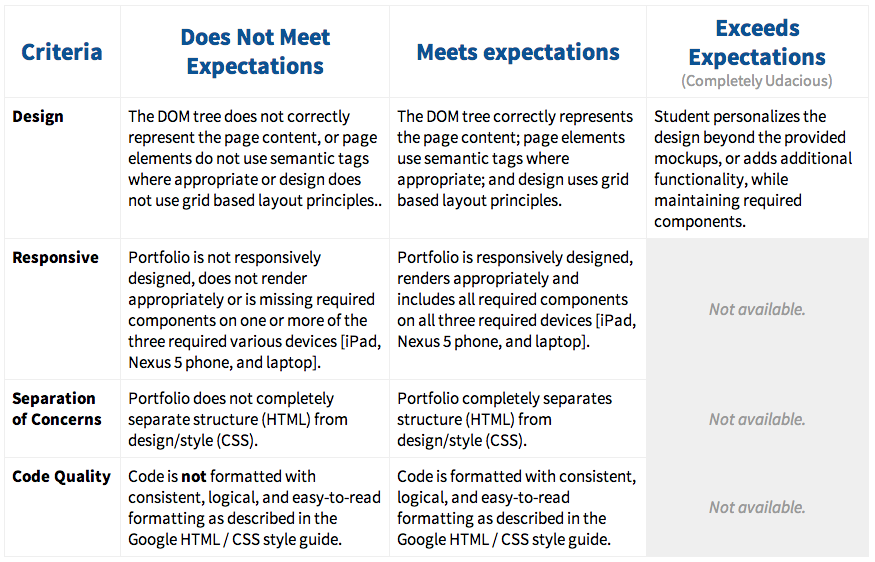 Criteria
Does Not Meet
Expectations
Meets expectations
Exceeds
Expectations
(Completely Udacious)
Design
The DOM tree does not correctly
represent the page content, or page
elements do not use semantic tags
where appropriate or design does
not use grid based layout principles..
The DOM tree correctly represents
the page content; page elements
use semantic tags where
appropriate; and design uses grid
based layout principles.
Student personalizes the
design beyond the provided
mockups, or adds additional
functionality, while
maintaining required
components.
Responsive
Portfolio is not responsively
designed, does not render
appropriately or is missing required
components on one or more of the
three required various devices [iPad,
Nexus 5 phone, and laptop].
Portfolio is responsively designed,
renders appropriately and
includes all required components
on all three required devices [iPad,
Nexus 5 phone, and laptop].
Not available.
Separation
of Concerns
Portfolio does not completely
separate structure (HTML) from
design/style (CSS).
Portfolio completely separates
structure (HTML) from
design/style (CSS).
Not available.
Code Quality
Code is not formatted with
consistent, logical, and easy-to-read
formatting as described in the
Google HTML / CSS style guide.
Code is formatted with consistent,
logical, and easy-to-read
formatting as described in the
Google HTML / CSS style guide.
Not available.